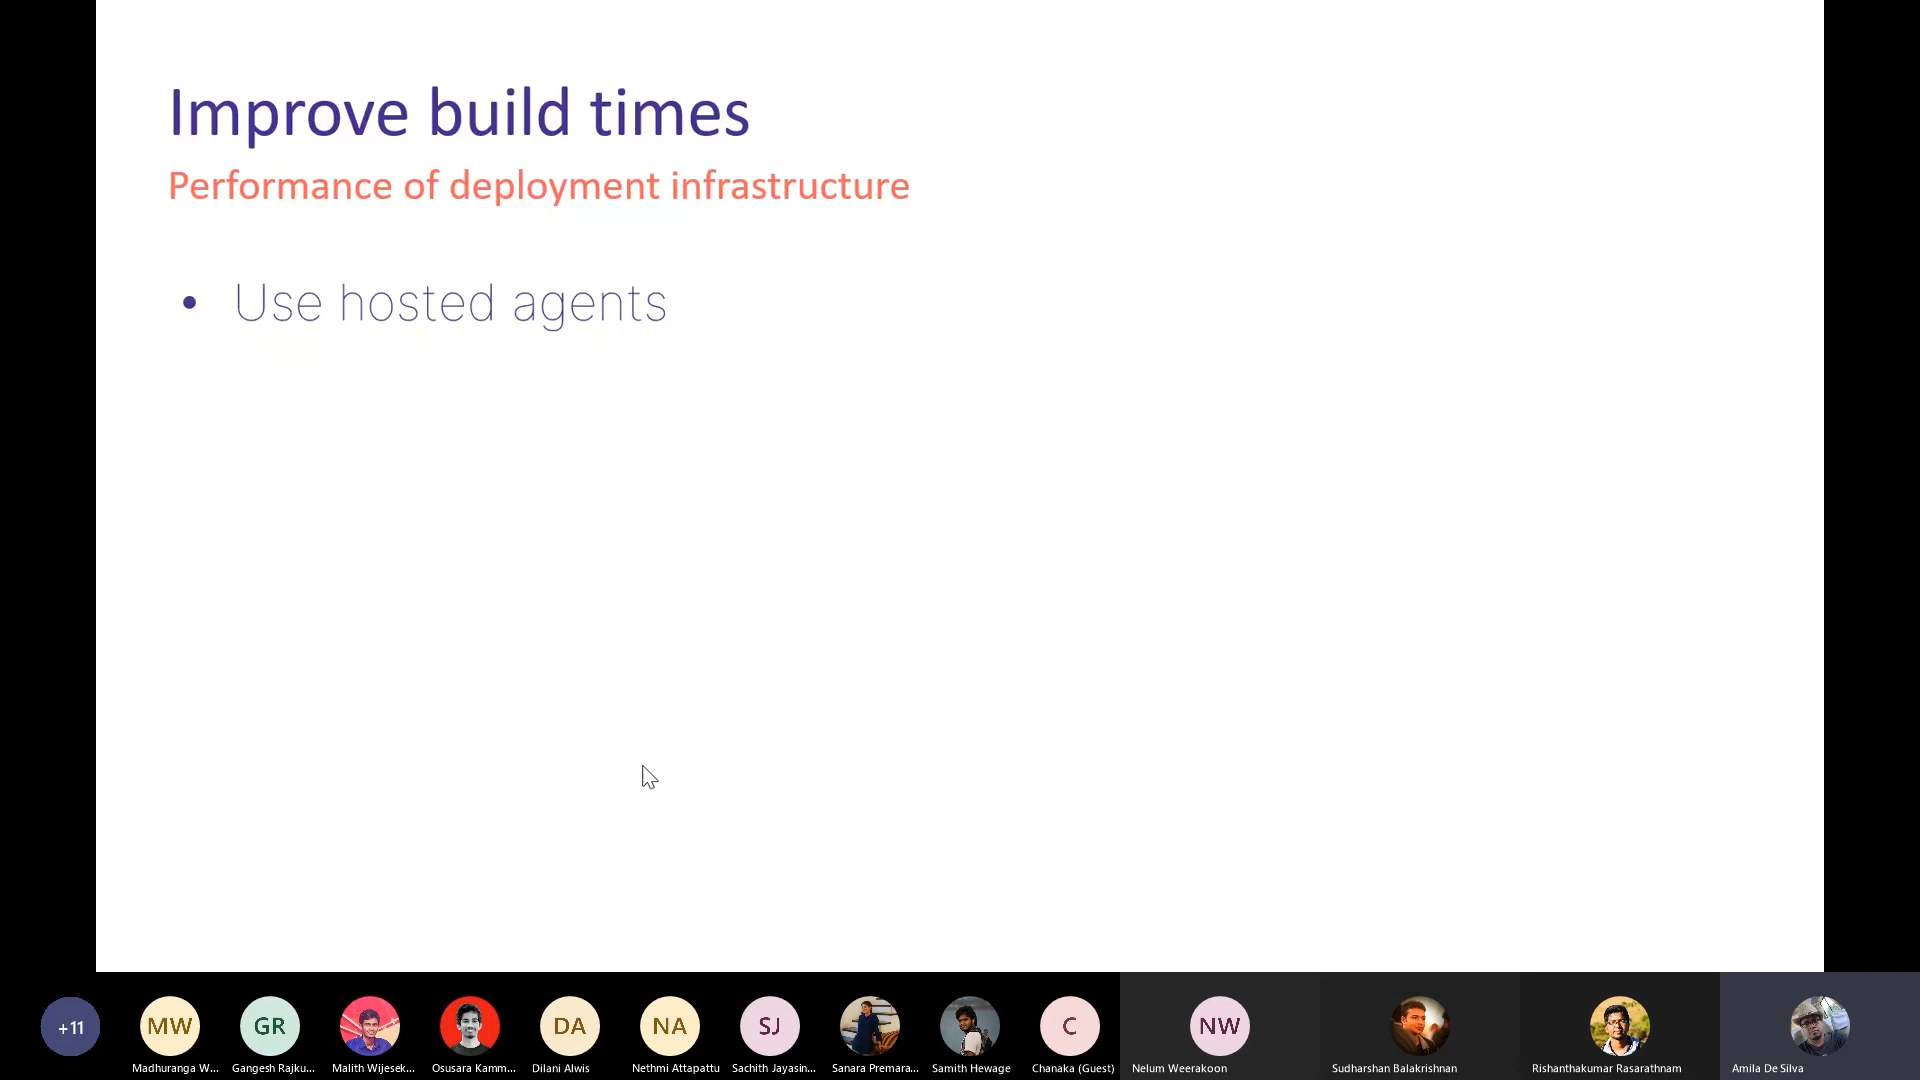 Improve build times
Performance of deployment infrastructure
• Use hosted agents
+11
MW
GR
DA
NA
SJ
C
NW
Madhuranga W...
Gangesh Rajku...
Malith Wijesek...
Osusara Kamm...
Dilani Alwis
Nethmi Attapattu
Sachith Jayasin...
Sanara Premara...
Samith Hewage
Chanaka (Guest)
Nelum Weerakoon
Sudharshan Balakrishnan
Rishanthakumar Rasarathnam
Amila De Silva